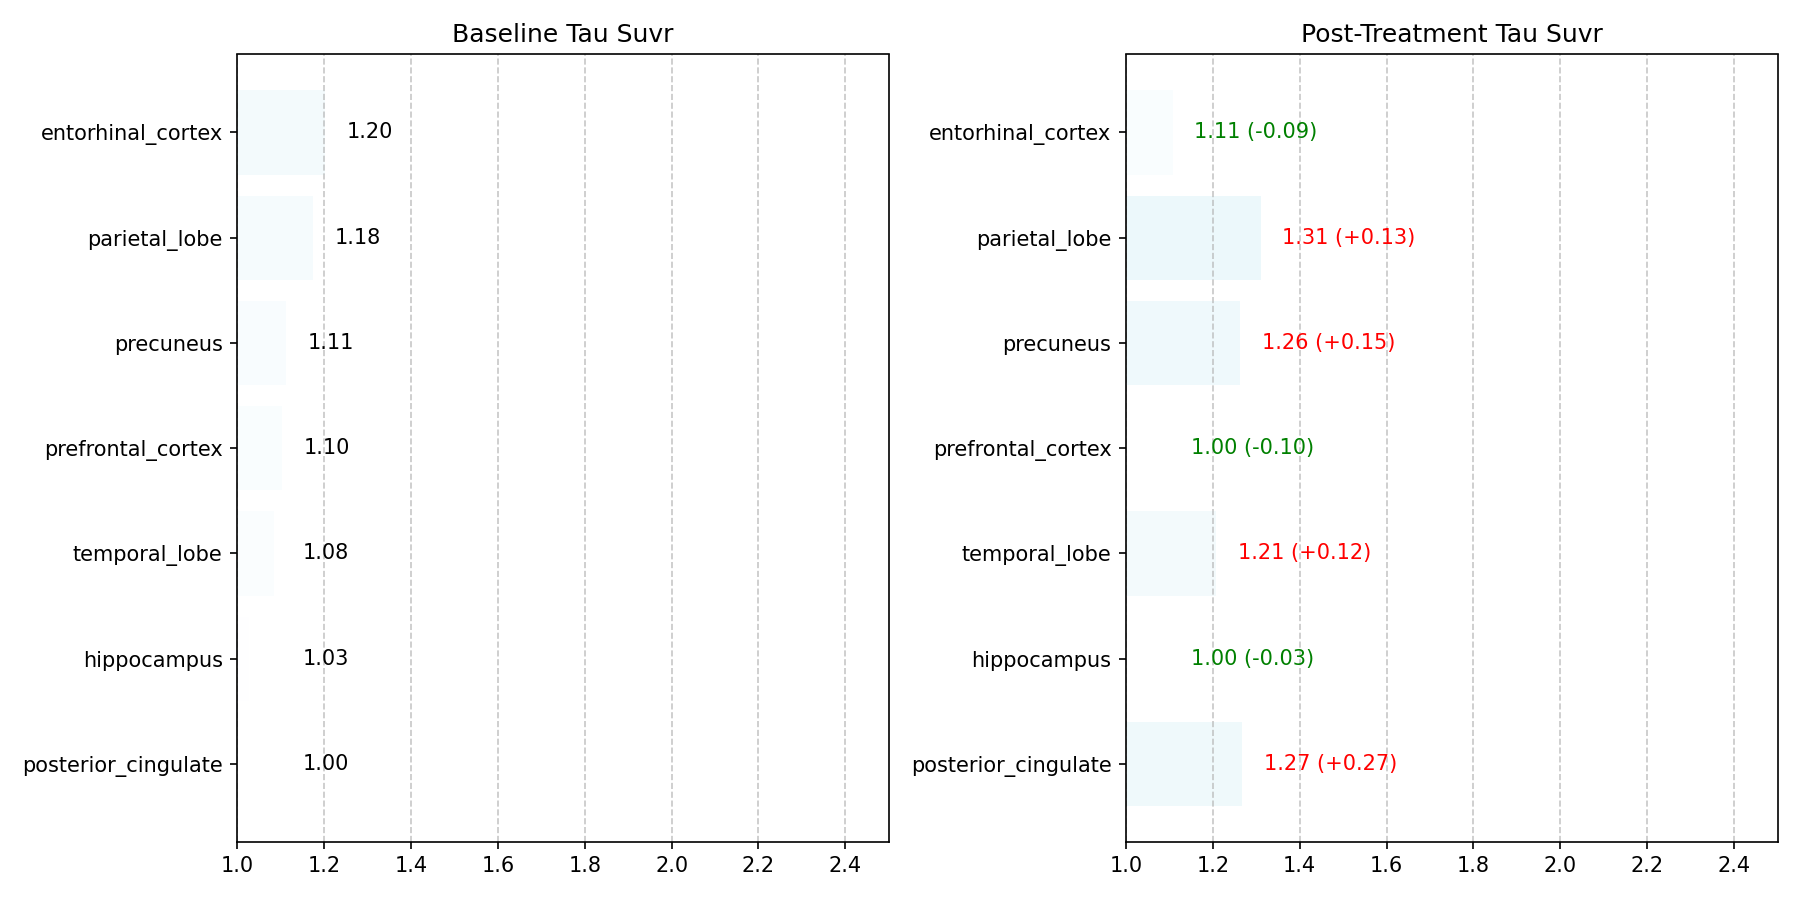 Baseline Tau Suvr
entorhinal_cortex 1.20
parietal_lobe 1.18
precuneus 1.11
prefrontal_cortex 1.10
temporal_lobe 1.08
hippocampus 1.03
posterior_cingulate 1.00
1.0 1.2 1.4 1.6 1.8 2.0 2.2 2.4
Post-Treatment Tau Suvr
entorhinal_cortex 1.11 (-0.09)
parietal_lobe 1.31 (+0.13)
precuneus 1.26 (+0.15)
prefrontal_cortex 1.00 (-0.10)
temporal_lobe 1.21 (+0.12)
hippocampus 1.00 (-0.03)
posterior_cingulate 1.27 (+0.27)
1.0 1.2 1.4 1.6 1.8 2.0 2.2 2.4